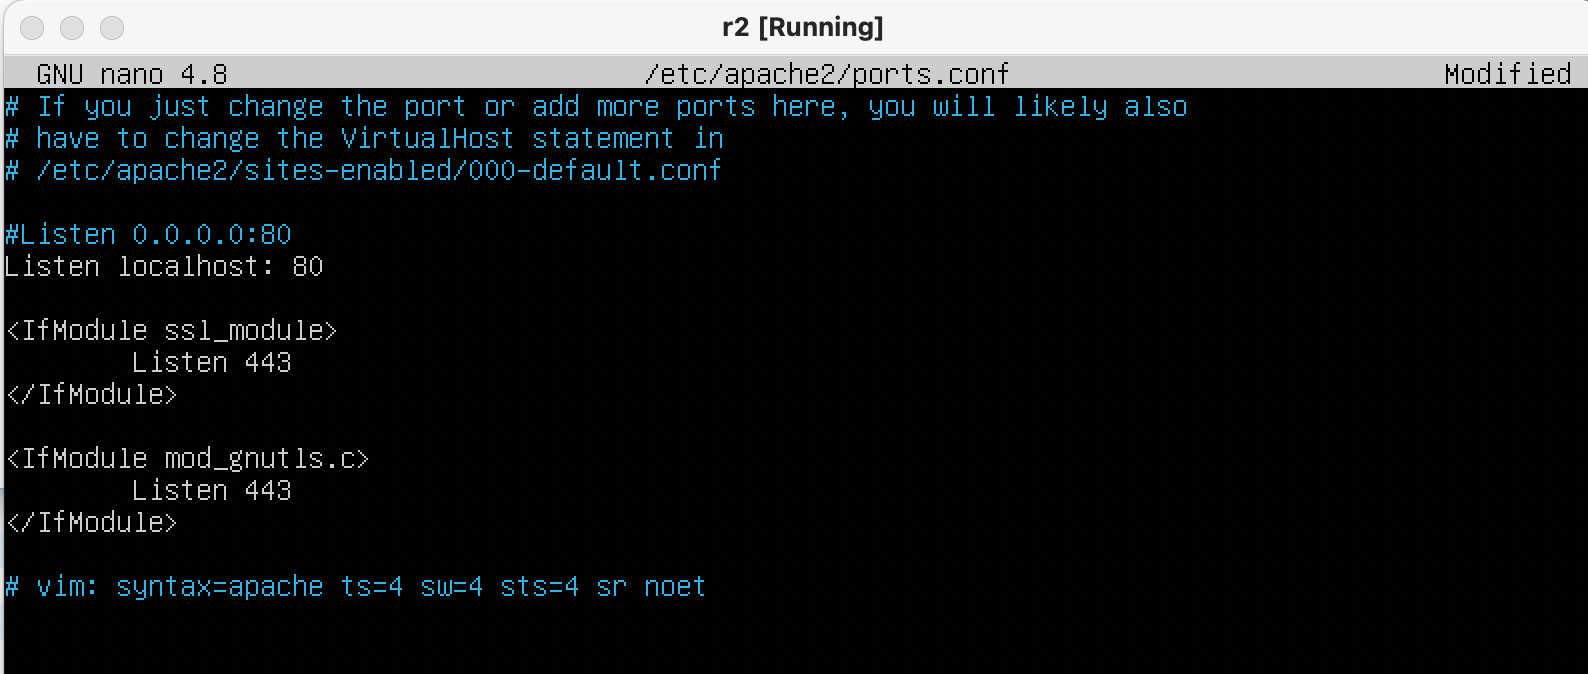 r2 [Running]
GNU nano 4.8 /etc/apache2/ports.conf Modified
# If you just change the port or add more ports here, you will likely also
# have to change the VirtualHost statement in
# /etc/apache2/sites-enabled/000-default.conf
#Listen 0.0.0.0:80
Listen localhost: 80
<IfModule ssl_module>
Listen 443
</IfModule>
<IfModule mod_gnutls.c>
Listen 443
</IfModule>
# vim: syntax=apache ts=4 sw=4 sts=4 sr noet